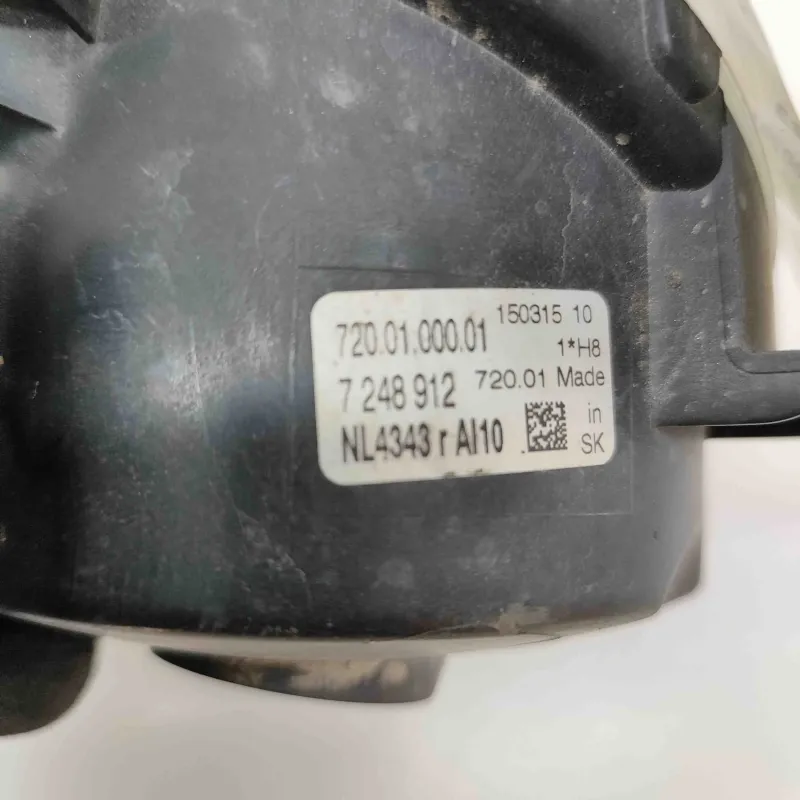 720.01.000.01 150315 10
1*H8
7 248 912 720.01 Made
NL4343 r AI10 in
SK